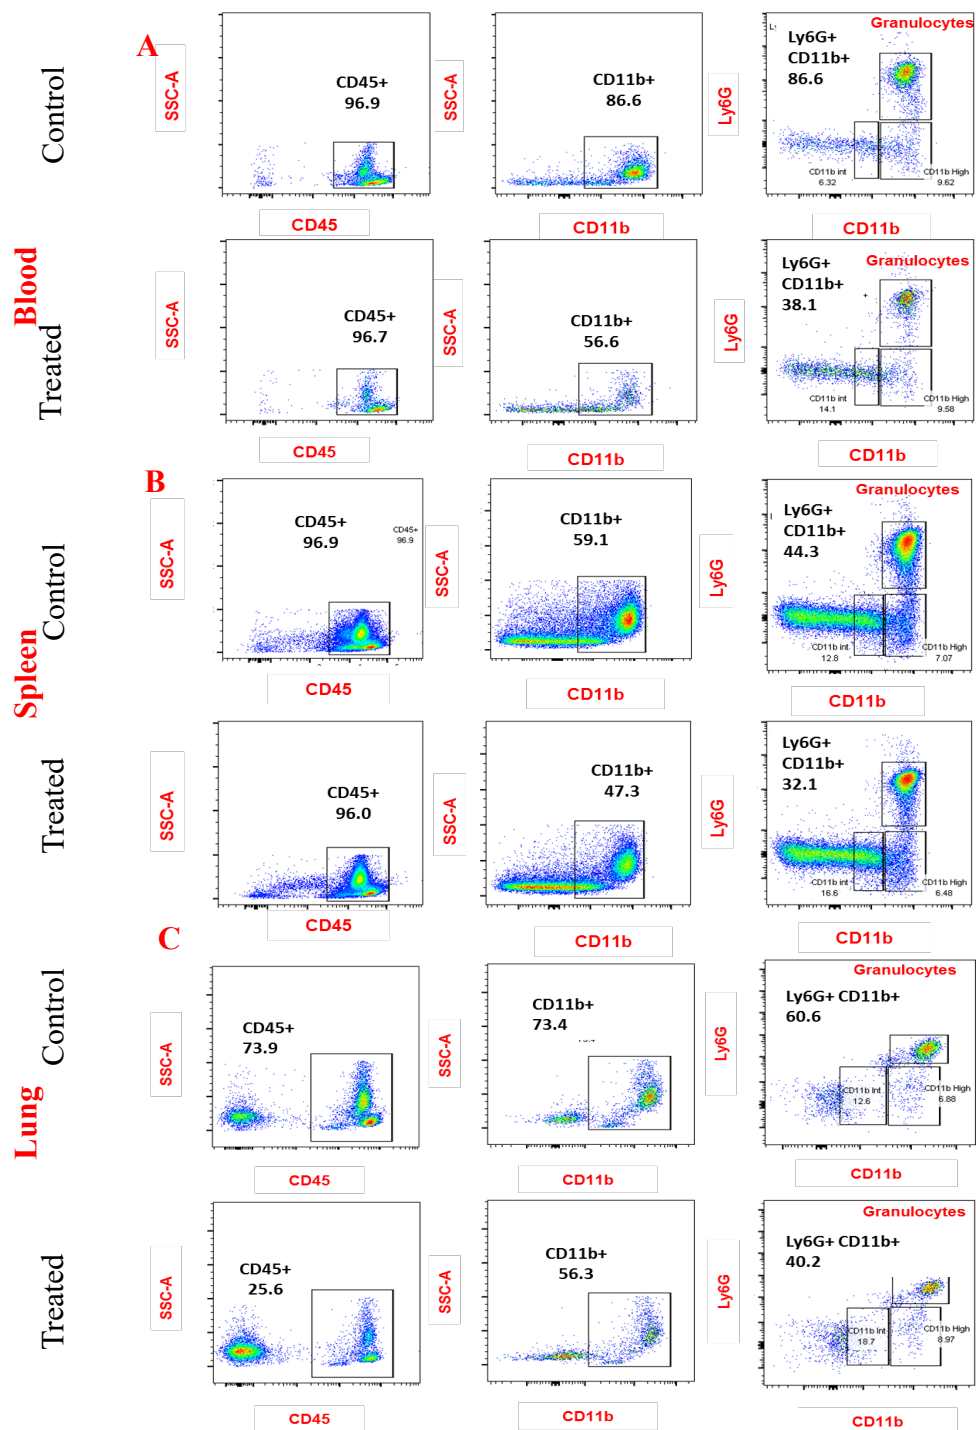 A
Blood
Control
SSC-A
CD45+
96.9
CD45
SSC-A
CD11b+
86.6
CD11b
Ly6G
Granulocytes
Ly6G+
CD11b+
86.6
CD11b int
6.32
CD11b High
9.62
CD11b
Treated
SSC-A
CD45+
96.7
CD45
SSC-A
CD11b+
56.6
CD11b
Ly6G
Granulocytes
Ly6G+
CD11b+
38.1
CD11b int
14.1
CD11b High
9.58
CD11b
B
Spleen
Control
SSC-A
CD45+
96.9
CD45+
96.9
CD45
SSC-A
CD11b+
59.1
CD11b
Ly6G
Granulocytes
Ly6G+
CD11b+
44.3
CD11b int
12.8
CD11b High
7.07
CD11b
Treated
SSC-A
CD45+
96.0
CD45
SSC-A
CD11b+
47.3
CD11b
Ly6G
Ly6G+
CD11b+
32.1
CD11b int
16.6
CD11b High
6.48
CD11b
C
Lung
Control
SSC-A
CD45+
73.9
CD45
SSC-A
CD11b+
73.4
CD11b
Ly6G
Granulocytes
Ly6G+ CD11b+
60.6
CD11b Int
12.6
CD11b High
6.88
CD11b
Treated
SSC-A
CD45+
25.6
CD45
SSC-A
CD11b+
56.3
CD11b
Ly6G
Granulocytes
Ly6G+ CD11b+
40.2
CD11b Int
18.7
CD11b High
8.97
CD11b